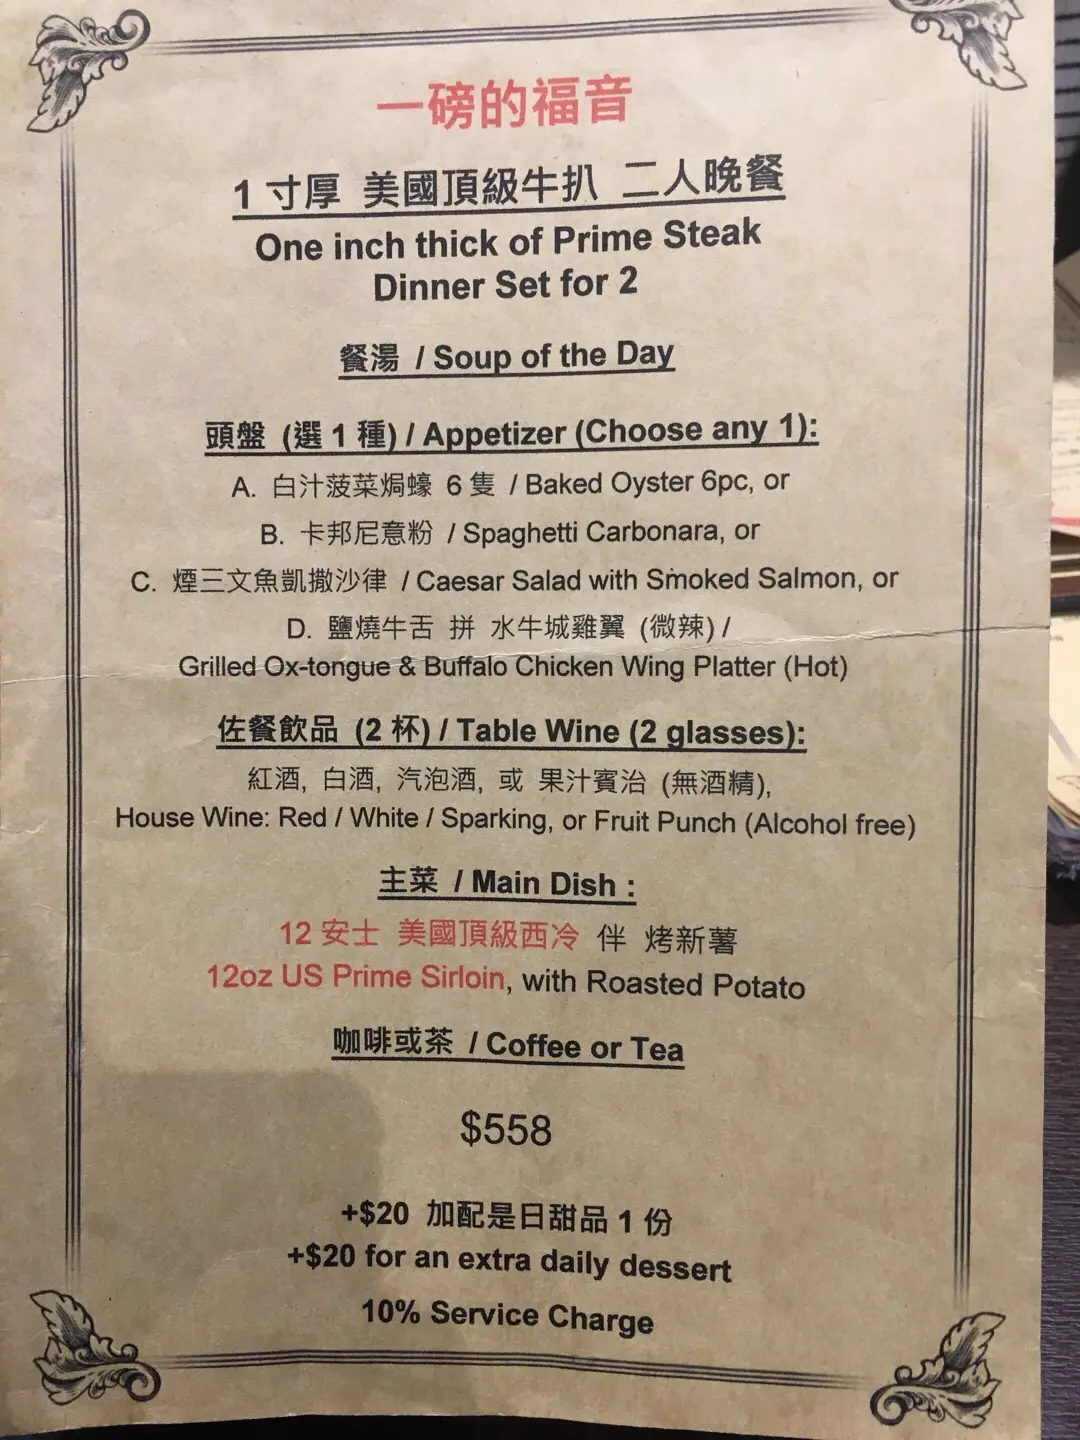 一磅的福音
1 寸厚 美國頂級牛扒 二人晚餐
One inch thick of Prime Steak
Dinner Set for 2
餐湯 / Soup of the Day
頭盤 (選 1 種) / Appetizer (Choose any 1):
A. 白汁菠菜焗蠔 6 隻 / Baked Oyster 6pc, or
B. 卡邦尼意粉 / Spaghetti Carbonara, or
C. 煙三文魚凱撒沙律 / Caesar Salad with Smoked Salmon, or
D. 鹽燒牛舌 拼 水牛城雞翼 (微辣) /
Grilled Ox-tongue & Buffalo Chicken Wing Platter (Hot)
佐餐飲品 (2 杯) / Table Wine (2 glasses):
紅酒, 白酒, 汽泡酒, 或 果汁賓治 (無酒精),
House Wine: Red / White / Sparking, or Fruit Punch (Alcohol free)
主菜 / Main Dish :
12 安士 美國頂級西冷 伴 烤新薯
12oz US Prime Sirloin, with Roasted Potato
咖啡或茶 / Coffee or Tea
$558
+$20 加配是日甜品 1 份
+$20 for an extra daily dessert
10% Service Charge